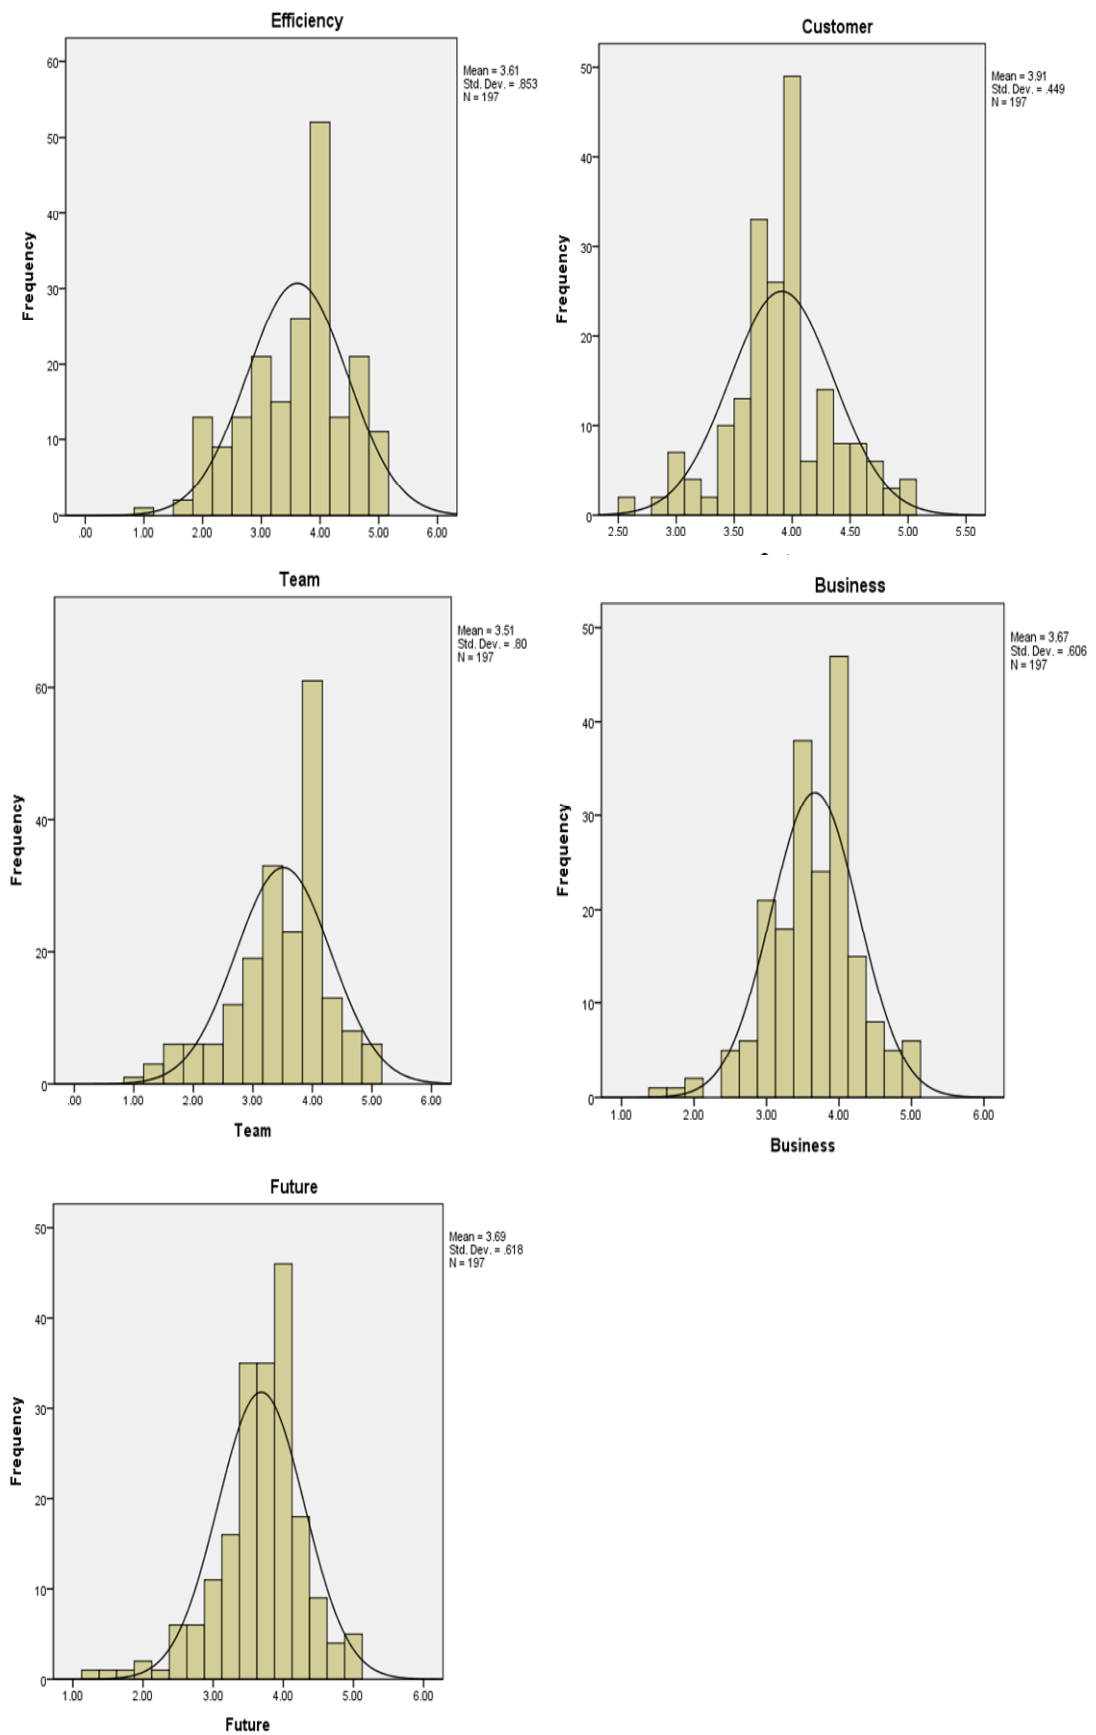 Efficiency
Mean = 3.61
Std. Dev. = .853
N = 197
Frequency
60
50
40
30
20
10
0
.00 1.00 2.00 3.00 4.00 5.00 6.00
Customer
Mean = 3.91
Std. Dev. = .449
N = 197
Frequency
50
40
30
20
10
0
2.50 3.00 3.50 4.00 4.50 5.00 5.50
Team
Mean = 3.51
Std. Dev. = .80
N = 197
Frequency
60
40
20
0
.00 1.00 2.00 3.00 4.00 5.00 6.00
Team
Business
Mean = 3.67
Std. Dev. = .606
N = 197
Frequency
50
40
30
20
10
0
1.00 2.00 3.00 4.00 5.00 6.00
Business
Future
Mean = 3.69
Std. Dev. = .618
N = 197
Frequency
50
40
30
20
10
0
1.00 2.00 3.00 4.00 5.00 6.00
Future